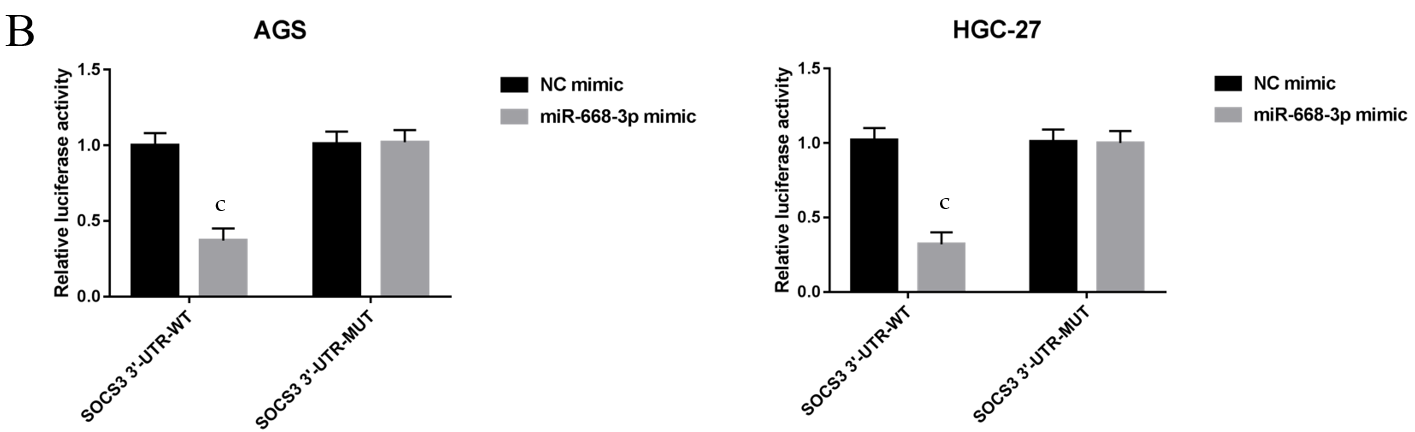 B
AGS
Relative luciferase activity
1.5
1.0
0.5
0.0
c
SOCS3 3'-UTR-WT
SOCS3 3'-UTR-MUT
NC mimic
miR-668-3p mimic
HGC-27
Relative luciferase activity
1.5
1.0
0.5
0.0
c
SOCS3 3'-UTR-WT
SOCS3 3'-UTR-MUT
NC mimic
miR-668-3p mimic